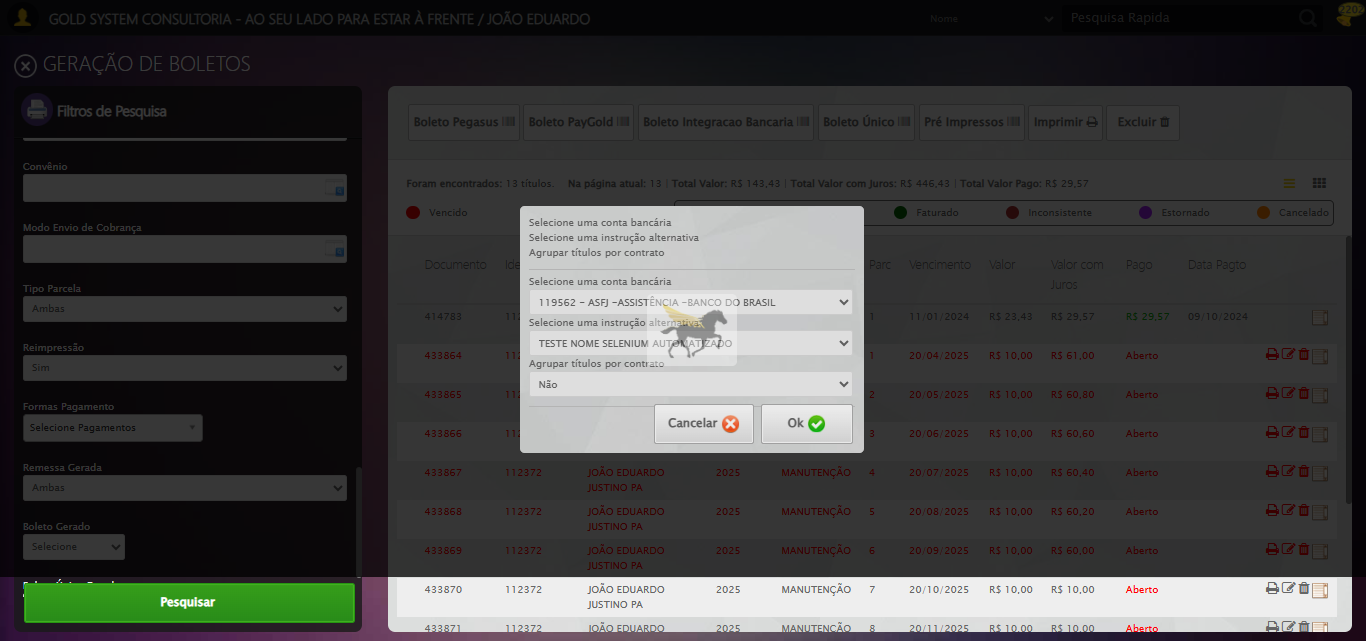 GOLD SYSTEM CONSULTORIA - AO SEU LADO PARA ESTAR À FRENTE / JOÃO EDUARDO
Nome
Pesquisa Rapida
GERAÇÃO DE BOLETOS
Filtros de Pesquisa
Convênio
Modo Envio de Cobrança
Tipo Parcela
Ambas
Reimpressão
Sim
Formas Pagamento
Selecione Pagamentos
Remessa Gerada
Ambas
Boleto Gerado
Selecione
Pesquisar
Boleto Pegasus
Boleto PayGold
Boleto Integracao Bancaria
Boleto Único
Pré Impressos
Imprimir
Excluir
Foram encontrados: 13 títulos. Na página atual: 13 | Total Valor: R$ 143,43 | Total Valor com Juros: R$ 446,43 | Total Valor Pago: R$ 29,57
Vencido
Faturado
Inconsistente
Estornado
Cancelado
Selecione uma conta bancária
Selecione uma instrução alternativa
Agrupar títulos por contrato
Selecione uma conta bancária
119562 - ASFJ -ASSISTÊNCIA -BANCO DO BRASIL
Selecione uma instrução alternativa
TESTE NOME SELENIUM AUTOMATIZADO
Agrupar títulos por contrato
Não
Cancelar
Ok
Documento Parc Vencimento Valor Valor com Juros Pago Data Pagto
414783 1 11/01/2024 R$ 23,43 R$ 29,57 R$ 29,57 09/10/2024
433864 1 20/04/2025 R$ 10,00 R$ 61,00 Aberto
433865 2 20/05/2025 R$ 10,00 R$ 60,80 Aberto
433866 3 20/06/2025 R$ 10,00 R$ 60,60 Aberto
433867 112372 JOÃO EDUARDO 2025 MANUTENÇÃO 4 20/07/2025 R$ 10,00 R$ 60,40 Aberto
JUSTINO PA
433868 112372 JOÃO EDUARDO 2025 MANUTENÇÃO 5 20/08/2025 R$ 10,00 R$ 60,20 Aberto
JUSTINO PA
433869 112372 JOÃO EDUARDO 2025 MANUTENÇÃO 6 20/09/2025 R$ 10,00 R$ 60,00 Aberto
JUSTINO PA
433870 112372 JOÃO EDUARDO 2025 MANUTENÇÃO 7 20/10/2025 R$ 10,00 R$ 10,00 Aberto
JUSTINO PA
433871 112372 JOÃO EDUARDO 2025 MANUTENÇÃO 8 20/11/2025 R$ 10,00 R$ 10,00 Aberto